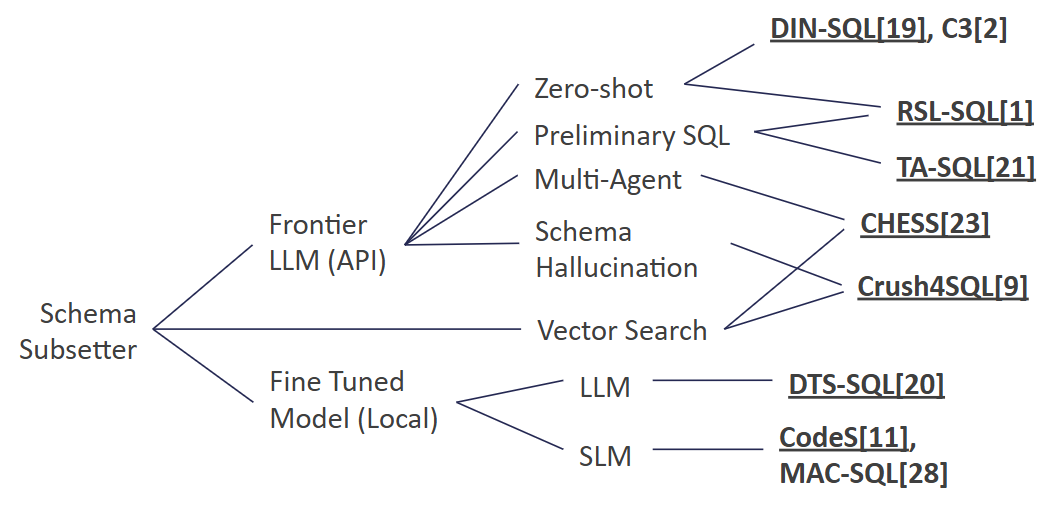 Schema
Subsetter
Frontier
LLM (API)
Fine Tuned
Model (Local)
Zero-shot
Preliminary SQL
Multi-Agent
Schema
Hallucination
Vector Search
LLM
SLM
DIN-SQL[19], C3[2]
RSL-SQL[1]
TA-SQL[21]
CHESS[23]
Crush4SQL[9]
DTS-SQL[20]
CodeS[11],
MAC-SQL[28]